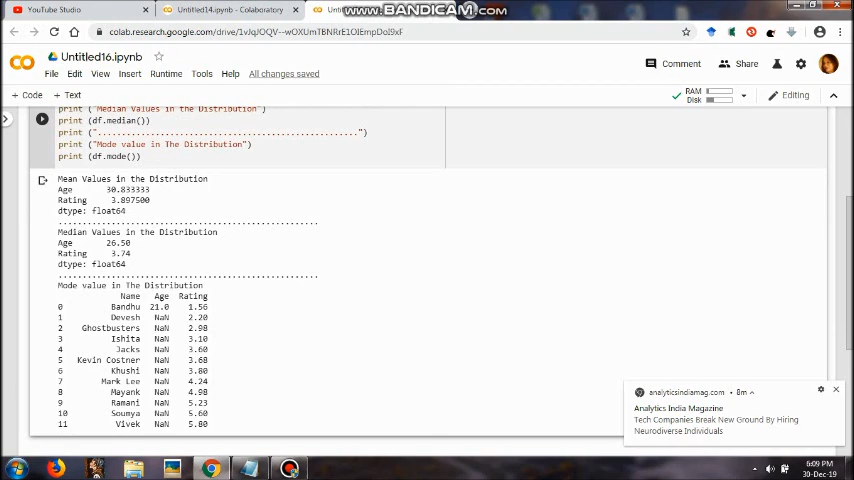 www.BANDICAM.com
YouTube Studio
Untitled14.ipynb - Colaboratory
colab.research.google.com/drive/1vJqJOQV--wOXUmTBNRrE1OIEmpDoI9xF
Untitled16.ipynb
File Edit View Insert Runtime Tools Help All changes saved
Comment Share
+ Code + Text
RAM
Disk
Editing
print ("Median Values in the Distribution")
print (df.median())
print ("......................................................")
print ("Mode value in The Distribution")
print (df.mode())
Mean Values in the Distribution
Age 30.833333
Rating 3.897500
dtype: float64
......................................................
Median Values in the Distribution
Age 26.50
Rating 3.74
dtype: float64
......................................................
Mode value in The Distribution
Name Age Rating
0 Bandhu 21.0 1.56
1 Devesh NaN 2.20
2 Ghostbusters NaN 2.98
3 Ishita NaN 3.10
4 Jacks NaN 3.60
5 Kevin Costner NaN 3.68
6 Khushi NaN 3.80
7 Mark Lee NaN 4.24
8 Mayank NaN 4.98
9 Ramani NaN 5.23
10 Soumya NaN 5.60
11 Vivek NaN 5.80
analyticsindiamag.com • 8m
Analytics India Magazine
Tech Companies Break New Ground By Hiring
Neurodiverse Individuals
6:09 PM
30-Dec-19